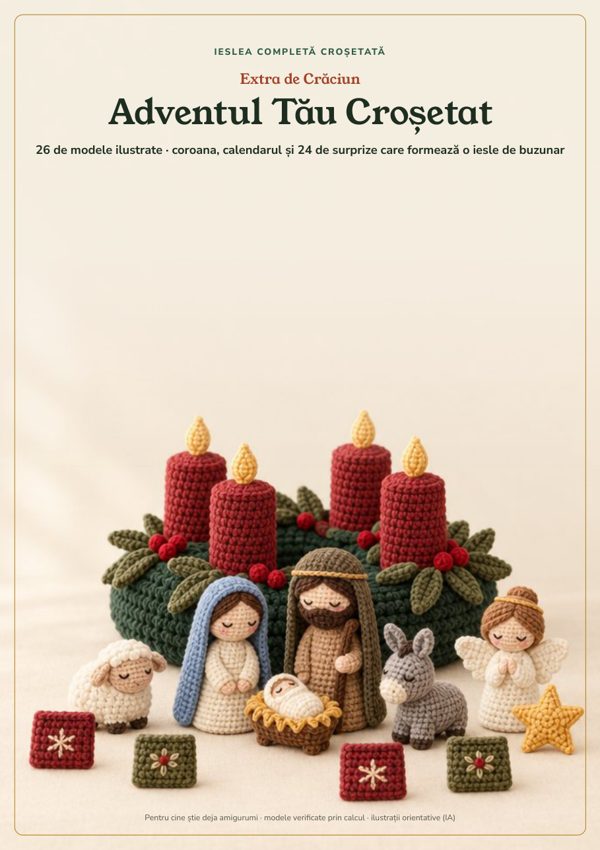 IESLEA COMPLETĂ CROȘETATĂ
Extra de Crăciun
Adventul Tău Croșetat
26 de modele ilustrate · coroana, calendarul și 24 de surprize care formează o iesle de buzunar
Pentru cine știe deja amigurumi · modele verificate prin calcul · ilustrații orientative (IA)